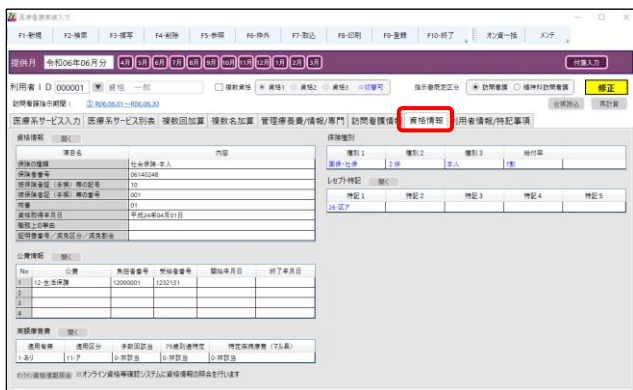 医療看護実績入力
F1-新規 F2-検索 F3-複写 F4-削除 F5-参照 F6-枠外 F7-取込 F8-印刷 F9-登録 F10-終了 オン資一括 メンテ
提供月 令和06年06月分 4月 5月 6月 7月 8月 9月 10月 11月 12月 1月 2月 3月 付箋入力
利用者ID 000001 資格 一郎 複数資格 資格1 資格2 資格3 ※切替可 指示書既定区分 訪問看護 精神科訪問看護 修正
訪問看護指示期間: ① R06.06.01~R06.06.30 台帳読込 再計算
医療系サービス入力 医療系サービス別表 複数回加算 複数名加算 管理療養費/情報/専門 訪問看護情報 資格情報 利用者情報/特記事項
資格情報 開く
項目名 内容
保険の種類 社会保険-本人
保険者番号 06140248
被保険者証(手帳)等の記号 10
被保険者証(手帳)等の番号 001
枝番 01
資格取得年月日 平成24年04月01日
職務上の事由
証明書番号/減免区分/減免割合
保険種別
種別1 種別2 種別3 給付率
国保・社保 2併 本人 7割
レセプト特記 開く
特記1 特記2 特記3 特記4 特記5
26-区ア
公費情報 開く
No 公費 負担者番号 受給者番号 開始年月日 終了年月日
1 12-生活保護 12000001 1232131
2
3
4
高額療養費 開く
適用有無 適用区分 多数回該当 75歳到達特定 特定疾病療費(マル長)
1-あり 11-ア 0-非該当 0-非該当 0-非該当
オンライン資格情報照会 ※オンライン資格等確認システムに資格情報の照会を行います